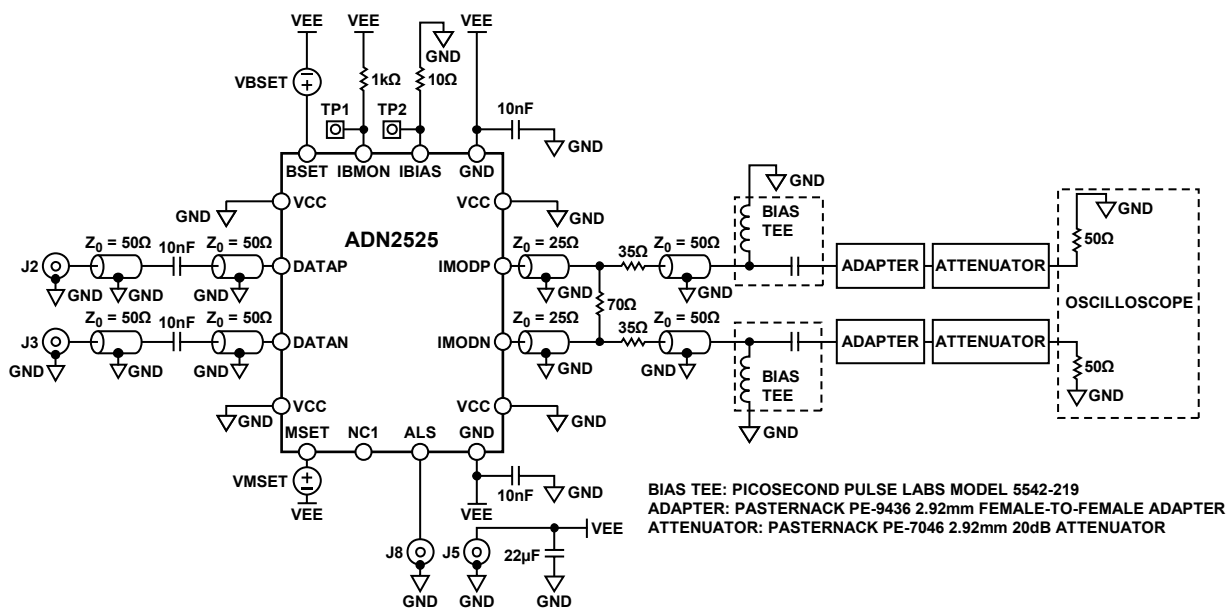 VEE
VEE
GND
VEE
VBSET
1kΩ
10Ω
TP1
TP2
10nF
GND
BSET
IBMON
IBIAS
GND
GND
VCC
VCC
GND
ADN2525
BIAS
TEE
GND
GND
50Ω
J2
Z0 = 50Ω
10nF
Z0 = 50Ω
DATAP
IMODP
Z0 = 25Ω
35Ω
Z0 = 50Ω
ADAPTER
ATTENUATOR
GND
GND
GND
GND
GND
70Ω
OSCILLOSCOPE
J3
Z0 = 50Ω
10nF
Z0 = 50Ω
DATAN
IMODN
Z0 = 25Ω
35Ω
Z0 = 50Ω
ADAPTER
ATTENUATOR
GND
GND
GND
GND
GND
50Ω
GND
BIAS
TEE
GND
VCC
VCC
GND
GND
MSET
NC1
ALS
GND
VMSET
VEE
10nF
GND
VEE
VEE
J8
J5
22µF
GND
GND
GND
BIAS TEE: PICOSECOND PULSE LABS MODEL 5542-219
ADAPTER: PASTERNACK PE-9436 2.92mm FEMALE-TO-FEMALE ADAPTER
ATTENUATOR: PASTERNACK PE-7046 2.92mm 20dB ATTENUATOR